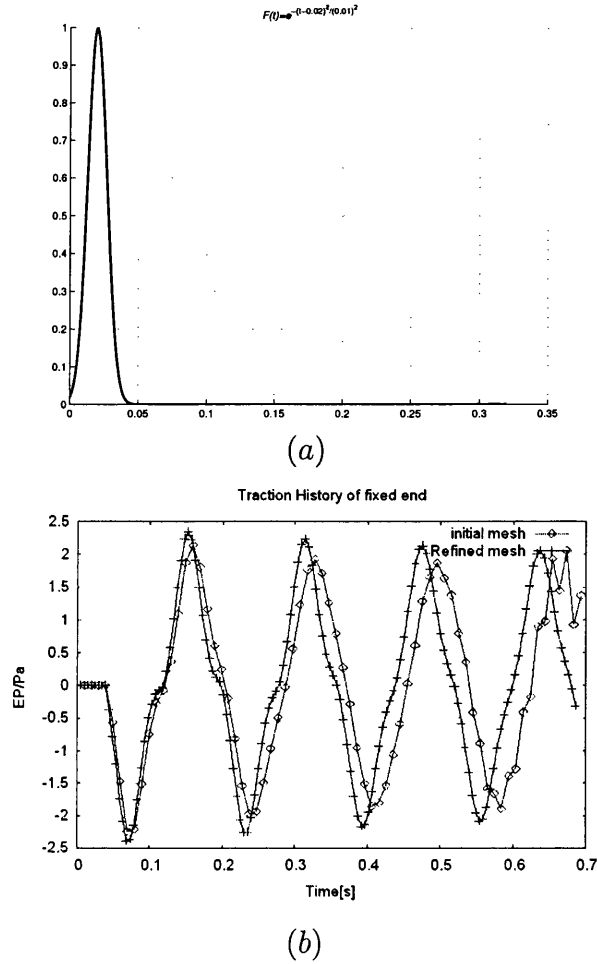 F(t)=e^{-(t-0.02)^2/(0.01)^2}
1
0.9
0.8
0.7
0.6
0.5
0.4
0.3
0.2
0.1
0
0 0.05 0.1 0.15 0.2 0.25 0.3 0.35
(a)
Traction History of fixed end
initial mesh
Refined mesh
2.5
2
1.5
1
0.5
0
-0.5
-1
-1.5
-2
-2.5
EP/Pa
0 0.1 0.2 0.3 0.4 0.5 0.6 0.7
Time[s]
(b)